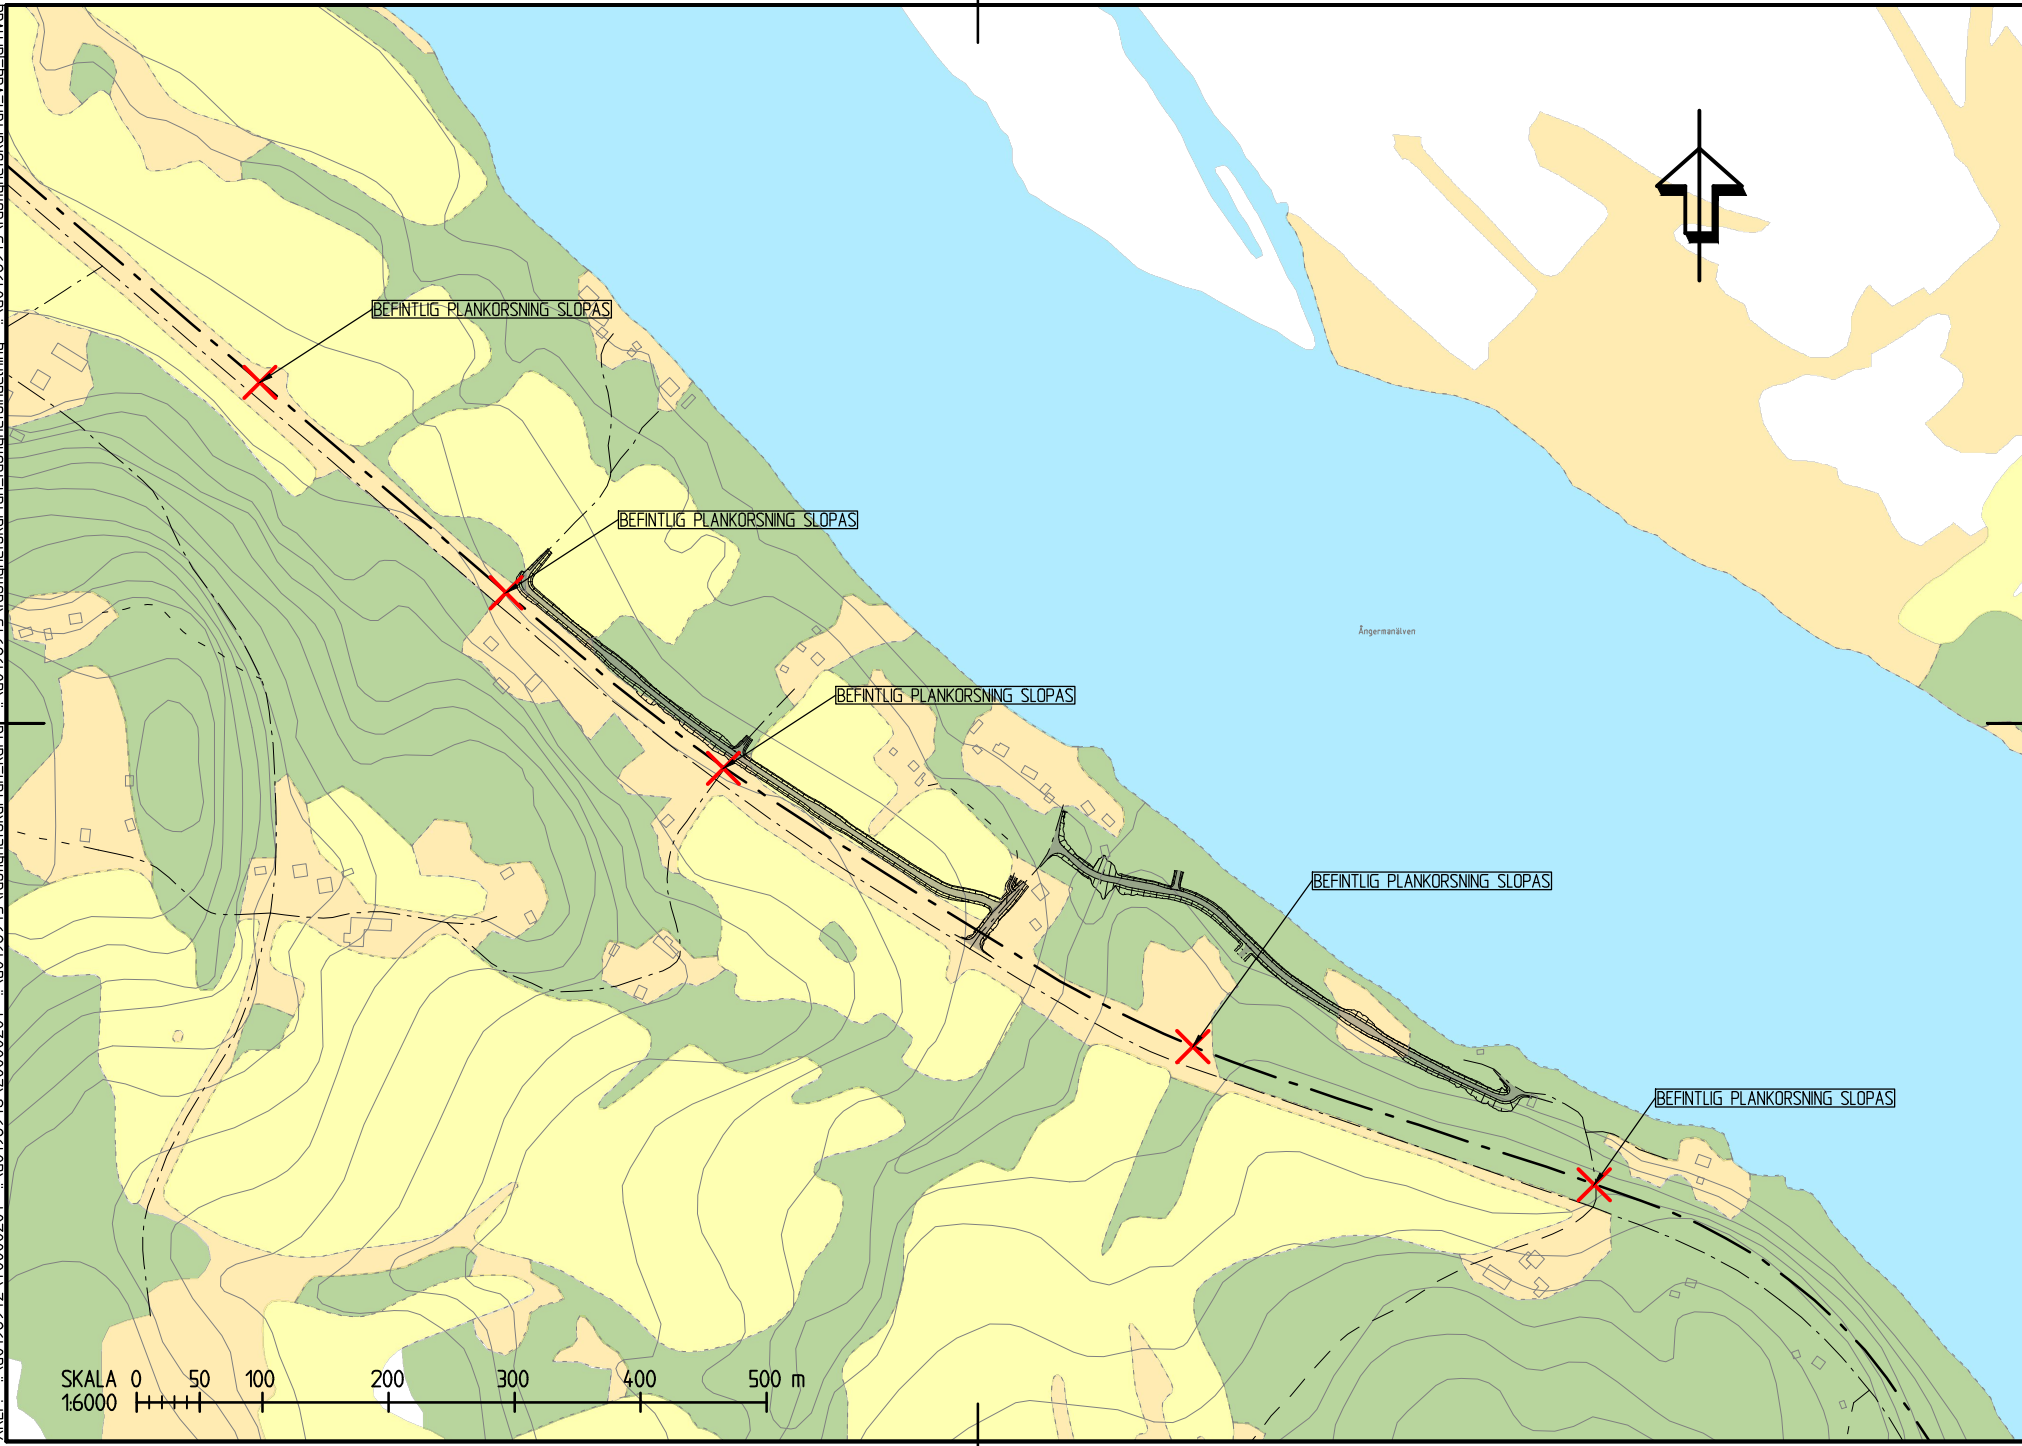 BEFINTLIG PLANKORSNING SLOPAS
BEFINTLIG PLANKORSNING SLOPAS
Ångermanälven
BEFINTLIG PLANKORSNING SLOPAS
BEFINTLIG PLANKORSNING SLOPAS
BEFINTLIG PLANKORSNING SLOPAS
SKALA 0 50 100 200 300 400 500 m
1:6000